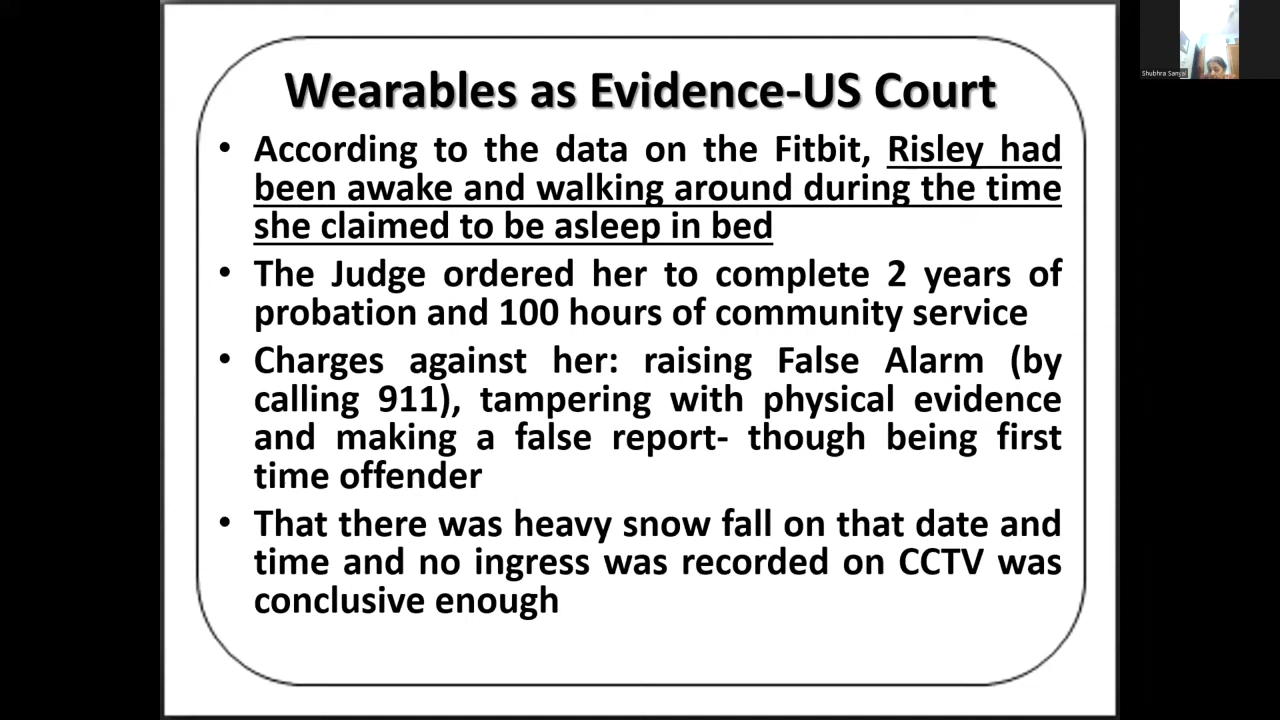 Wearables as Evidence-US Court
• According to the data on the Fitbit, Risley had
been awake and walking around during the time
she claimed to be asleep in bed
• The Judge ordered her to complete 2 years of
probation and 100 hours of community service
• Charges against her: raising False Alarm (by
calling 911), tampering with physical evidence
and making a false report- though being first
time offender
• That there was heavy snow fall on that date and
time and no ingress was recorded on CCTV was
conclusive enough
Shubhra Sanyal